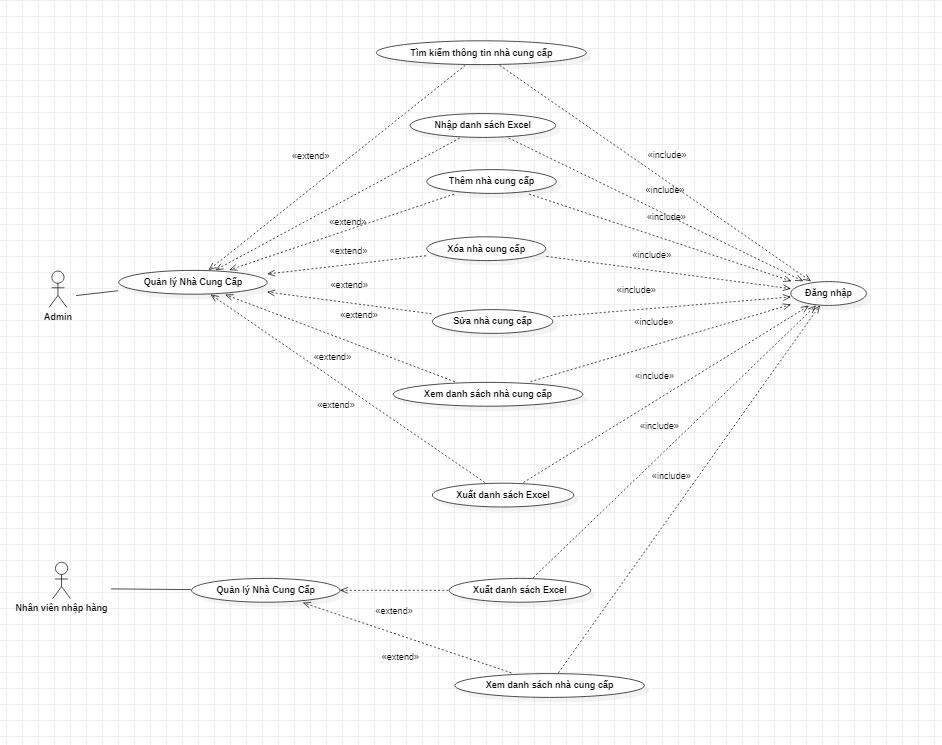 Tìm kiếm thông tin nhà cung cấp
Nhập danh sách Excel
«extend»
«include»
Thêm nhà cung cấp
«include»
«extend»
«include»
Xóa nhà cung cấp
«extend»
«include»
Quản lý Nhà Cung Cấp
«extend»
«include»
Đăng nhập
Admin
«extend»
Sửa nhà cung cấp
«include»
«extend»
«include»
Xem danh sách nhà cung cấp
«extend»
«include»
«include»
Xuất danh sách Excel
Quản lý Nhà Cung Cấp
Xuất danh sách Excel
Nhân viên nhập hàng
«extend»
«extend»
Xem danh sách nhà cung cấp